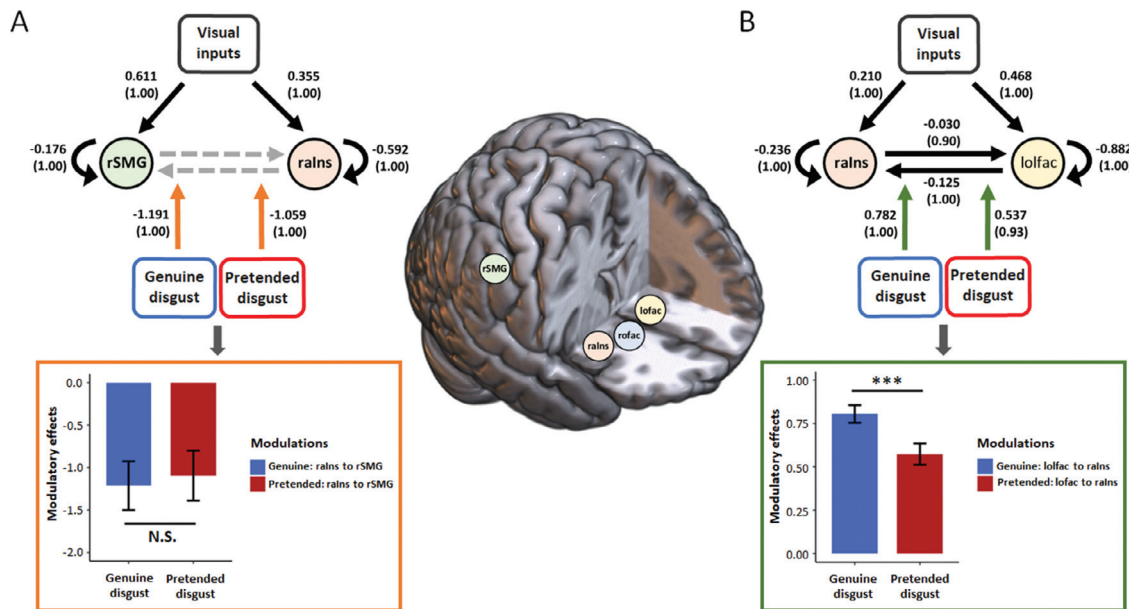 A
Visual
inputs
0.611
(1.00)
0.355
(1.00)
-0.176
(1.00)
rSMG
raIns
-0.592
(1.00)
-1.191
(1.00)
-1.059
(1.00)
Genuine
disgust
Pretended
disgust
Modulatory effects
0.0
-0.5
-1.0
-1.5
-2.0
N.S.
Genuine
disgust
Pretended
disgust
Modulations
Genuine: raIns to rSMG
Pretended: raIns to rSMG
rSMG
lofac
rofac
raIns
B
Visual
inputs
0.210
(1.00)
0.468
(1.00)
-0.236
(1.00)
raIns
-0.030
(0.90)
-0.125
(1.00)
lolfac
-0.882
(1.00)
0.782
(1.00)
0.537
(0.93)
Genuine
disgust
Pretended
disgust
Modulatory effects
1.00
0.75
0.50
0.25
0.00
***
Genuine
disgust
Pretended
disgust
Modulations
Genuine: lolfac to raIns
Pretended: lofac to raIns